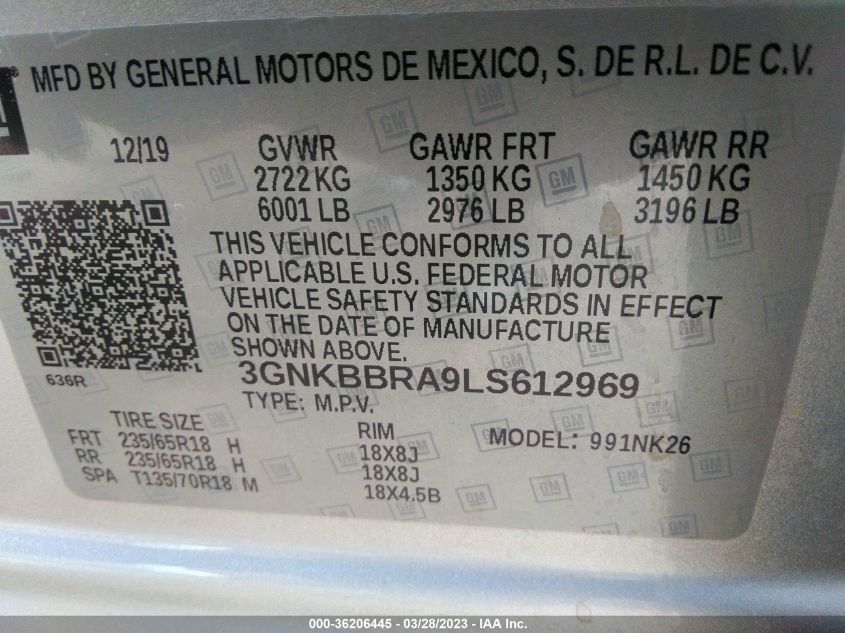 MFD BY GENERAL MOTORS DE MEXICO, S. DE R.L. DE C.V.
12/19 GVWR GAWR FRT GAWR RR
2722 KG 1350 KG 1450 KG
6001 LB 2976 LB 3196 LB
THIS VEHICLE CONFORMS TO ALL
APPLICABLE U.S. FEDERAL MOTOR
VEHICLE SAFETY STANDARDS IN EFFECT
ON THE DATE OF MANUFACTURE
SHOWN ABOVE.
636R 3GNKBBRA9LS612969
TYPE: M.P.V.
TIRE SIZE RIM MODEL: 991NK26
FRT 235/65R18 H 18X8J
RR 235/65R18 H 18X8J
SPA T135/70R18 M 18X4.5B
GM
000-36206445 - 03/28/2023 - IAA Inc.